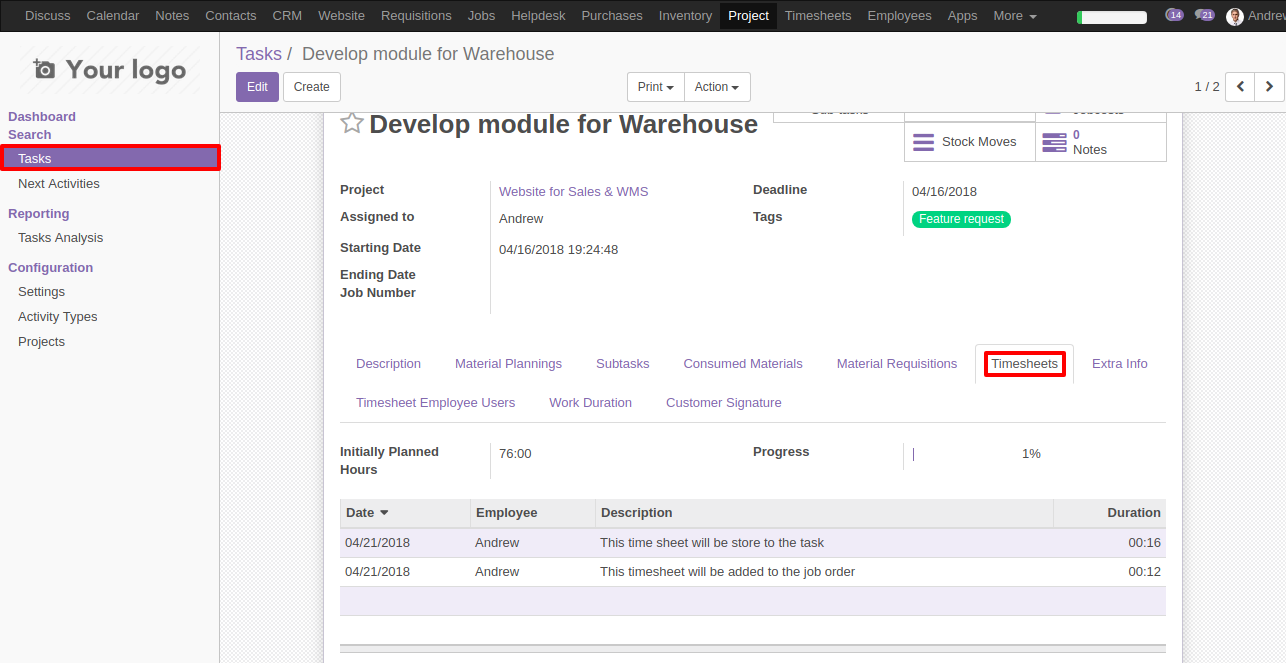 Discuss Calendar Notes Contacts CRM Website Requisitions Jobs Helpdesk Purchases Inventory Project Timesheets Employees Apps More 14 21 Andrew
Your logo
Tasks / Develop module for Warehouse
Edit Create Print Action 1 / 2
Dashboard
Search
Tasks
Next Activities
Reporting
Tasks Analysis
Configuration
Settings
Activity Types
Projects
Develop module for Warehouse
Stock Moves
0
Notes
Project Website for Sales & WMS Deadline 04/16/2018
Assigned to Andrew Tags Feature request
Starting Date 04/16/2018 19:24:48
Ending Date
Job Number
Description Material Plannings Subtasks Consumed Materials Material Requisitions Timesheets Extra Info
Timesheet Employee Users Work Duration Customer Signature
Initially Planned Hours 76:00 Progress 1%
Date Employee Description Duration
04/21/2018 Andrew This time sheet will be store to the task 00:16
04/21/2018 Andrew This timesheet will be added to the job order 00:12